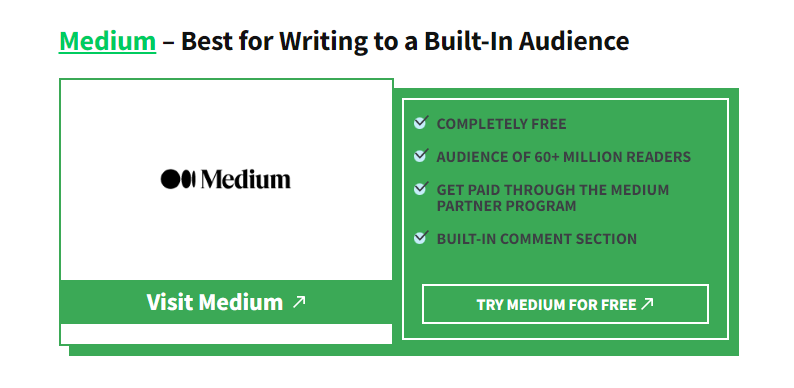 Medium – Best for Writing to a Built-In Audience
Medium
Visit Medium ↗
COMPLETELY FREE
AUDIENCE OF 60+ MILLION READERS
GET PAID THROUGH THE MEDIUM
PARTNER PROGRAM
BUILT-IN COMMENT SECTION
TRY MEDIUM FOR FREE ↗